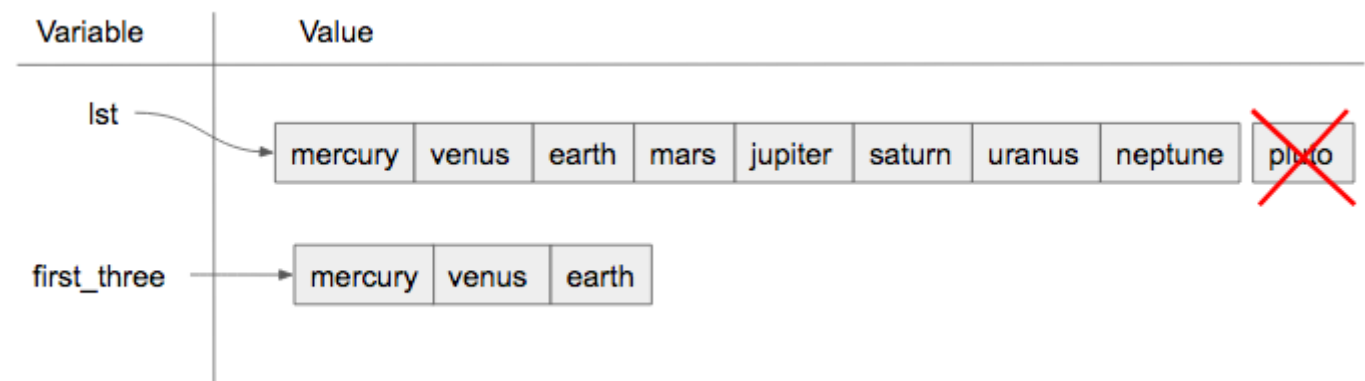 Variable Value
lst
mercury venus earth mars jupiter saturn uranus neptune pluto
first_three mercury venus earth